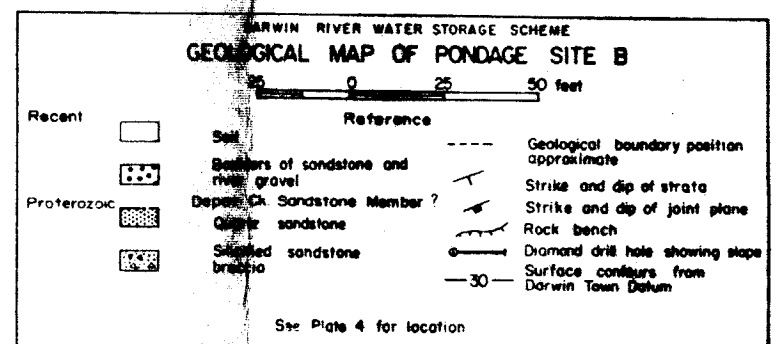 DARWIN RIVER WATER STORAGE SCHEME
GEOLOGICAL MAP OF PONDAGE SITE B
25 0 25 50 feet
Reference
Recent
Soil
Boulders of sandstone and
river gravel
Proterozoic
Depot Ck. Sandstone Member ?
Quartz sandstone
Silicified sandstone
breccia
Geological boundary position
approximate
Strike and dip of strata
Strike and dip of joint plane
Rock bench
Diamond drill hole showing slope
30 Surface contours from
Darwin Town Datum
See Plate 4 for location